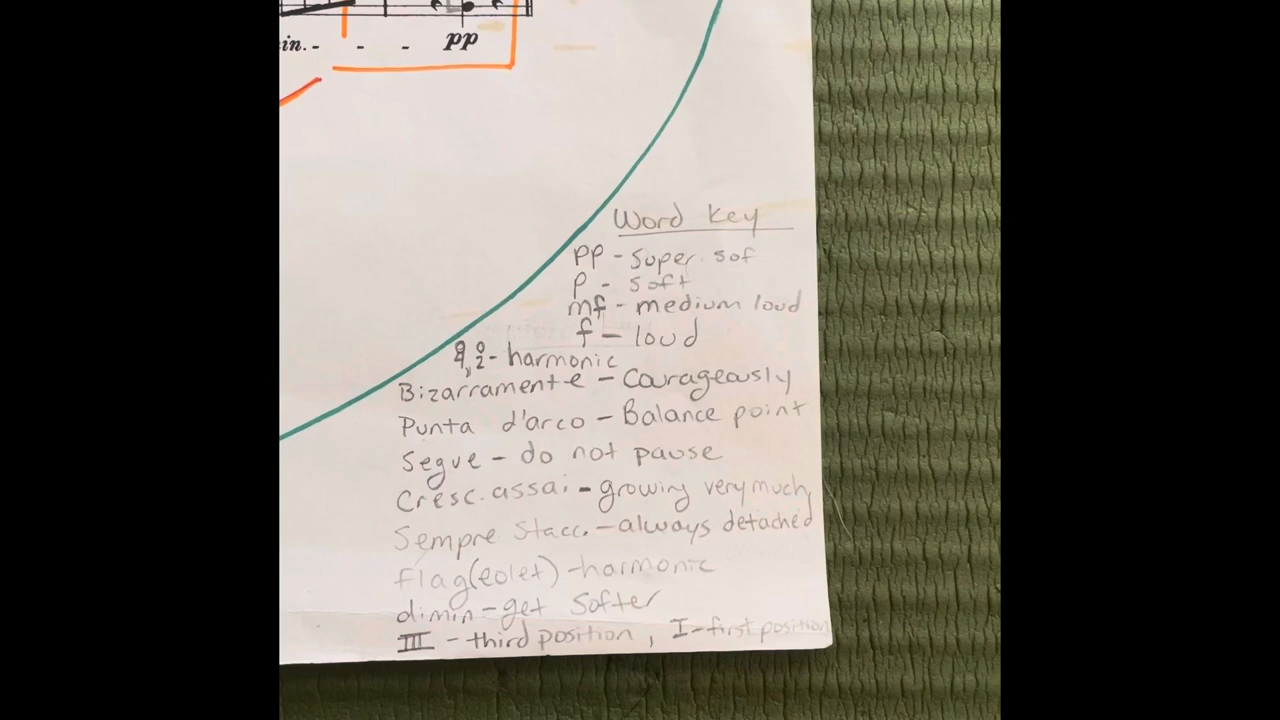 in. - - - pp
Word Key
pp - Super sof
p - soft
mf - medium loud
f - loud
harmonic
Bizarramente - Courageously
Punta d'arco - Balance point
Segue - do not pause
Cresc. assai - growing very much
Sempre Stacc. - always detached
flag(eolet) - harmonic
dimin - get softer
III - third position, I - first position